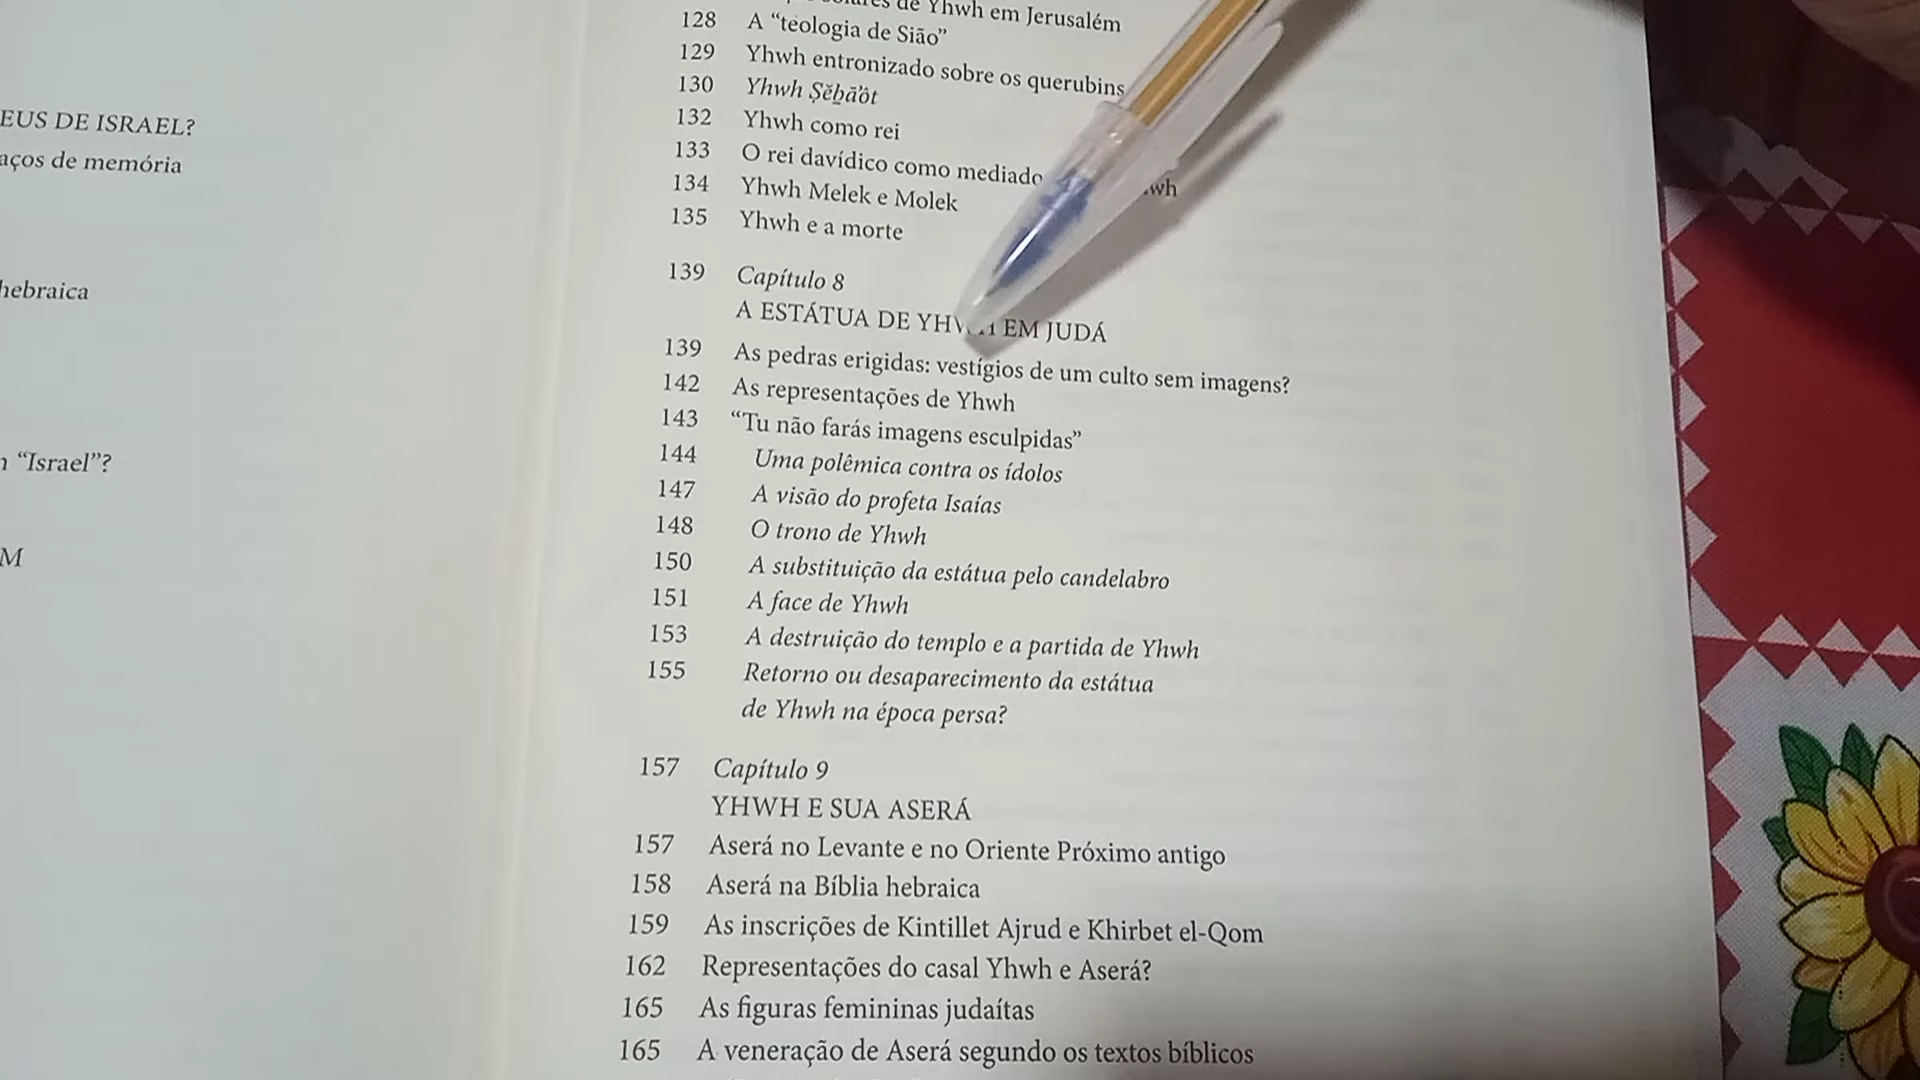 EUS DE ISRAEL?
aços de memória
hebraica
"Israel"?
M
de Yhwh em Jerusalém
128 A “teologia de Sião”
129 Yhwh entronizado sobre os querubins
130 Yhwh Ṣĕḇā’ôt
132 Yhwh como rei
133 O rei davídico como mediado wh
134 Yhwh Melek e Molek
135 Yhwh e a morte
139 Capítulo 8
A ESTÁTUA DE YHWH EM JUDÁ
139 As pedras erigidas: vestígios de um culto sem imagens?
142 As representações de Yhwh
143 “Tu não farás imagens esculpidas”
144 Uma polêmica contra os ídolos
147 A visão do profeta Isaías
148 O trono de Yhwh
150 A substituição da estátua pelo candelabro
151 A face de Yhwh
153 A destruição do templo e a partida de Yhwh
155 Retorno ou desaparecimento da estátua
de Yhwh na época persa?
157 Capítulo 9
YHWH E SUA ASERÁ
157 Aserá no Levante e no Oriente Próximo antigo
158 Aserá na Bíblia hebraica
159 As inscrições de Kintillet Ajrud e Khirbet el-Qom
162 Representações do casal Yhwh e Aserá?
165 As figuras femininas judaítas
165 A veneração de Aserá segundo os textos bíblicos